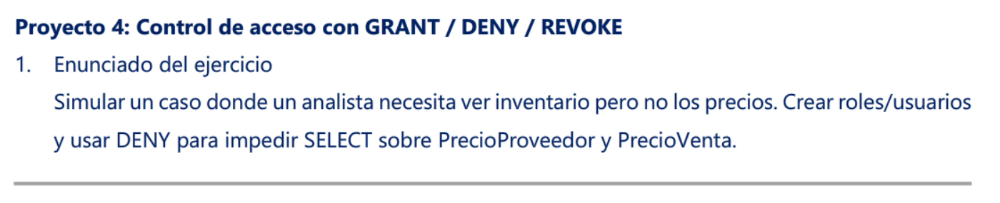 Proyecto 4: Control de acceso con GRANT / DENY / REVOKE
1. Enunciado del ejercicio
Simular un caso donde un analista necesita ver inventario pero no los precios. Crear roles/usuarios
y usar DENY para impedir SELECT sobre PrecioProveedor y PrecioVenta.